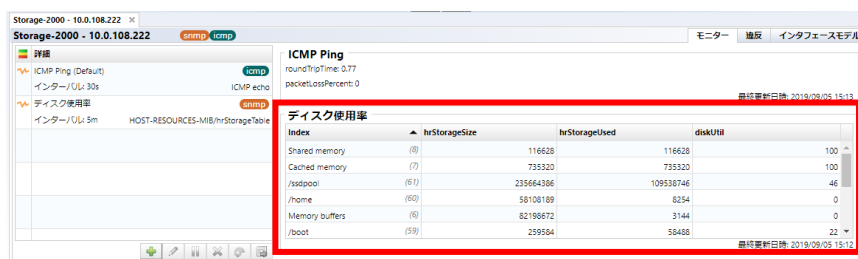 Storage-2000 - 10.0.108.222 ×
Storage-2000 - 10.0.108.222 snmp icmp モニター 違反 インタフェースモデル
詳細
ICMP Ping (Default) icmp
インターバル: 30s ICMP echo
ディスク使用率 snmp
インターバル: 5m HOST-RESOURCES-MIB/hrStorageTable
ICMP Ping
roundTripTime: 0.77
packetLossPercent: 0
最終更新日時: 2019/09/05 15:13
ディスク使用率
Index hrStorageSize hrStorageUsed diskUtil
Shared memory (8) 116628 116628 100
Cached memory (7) 735320 735320 100
/ssdpool (61) 235664386 109538746 46
/home (60) 58108189 8254 0
Memory buffers (6) 82198672 3144 0
/boot (59) 259584 58488 22
最終更新日時: 2019/09/05 15:12